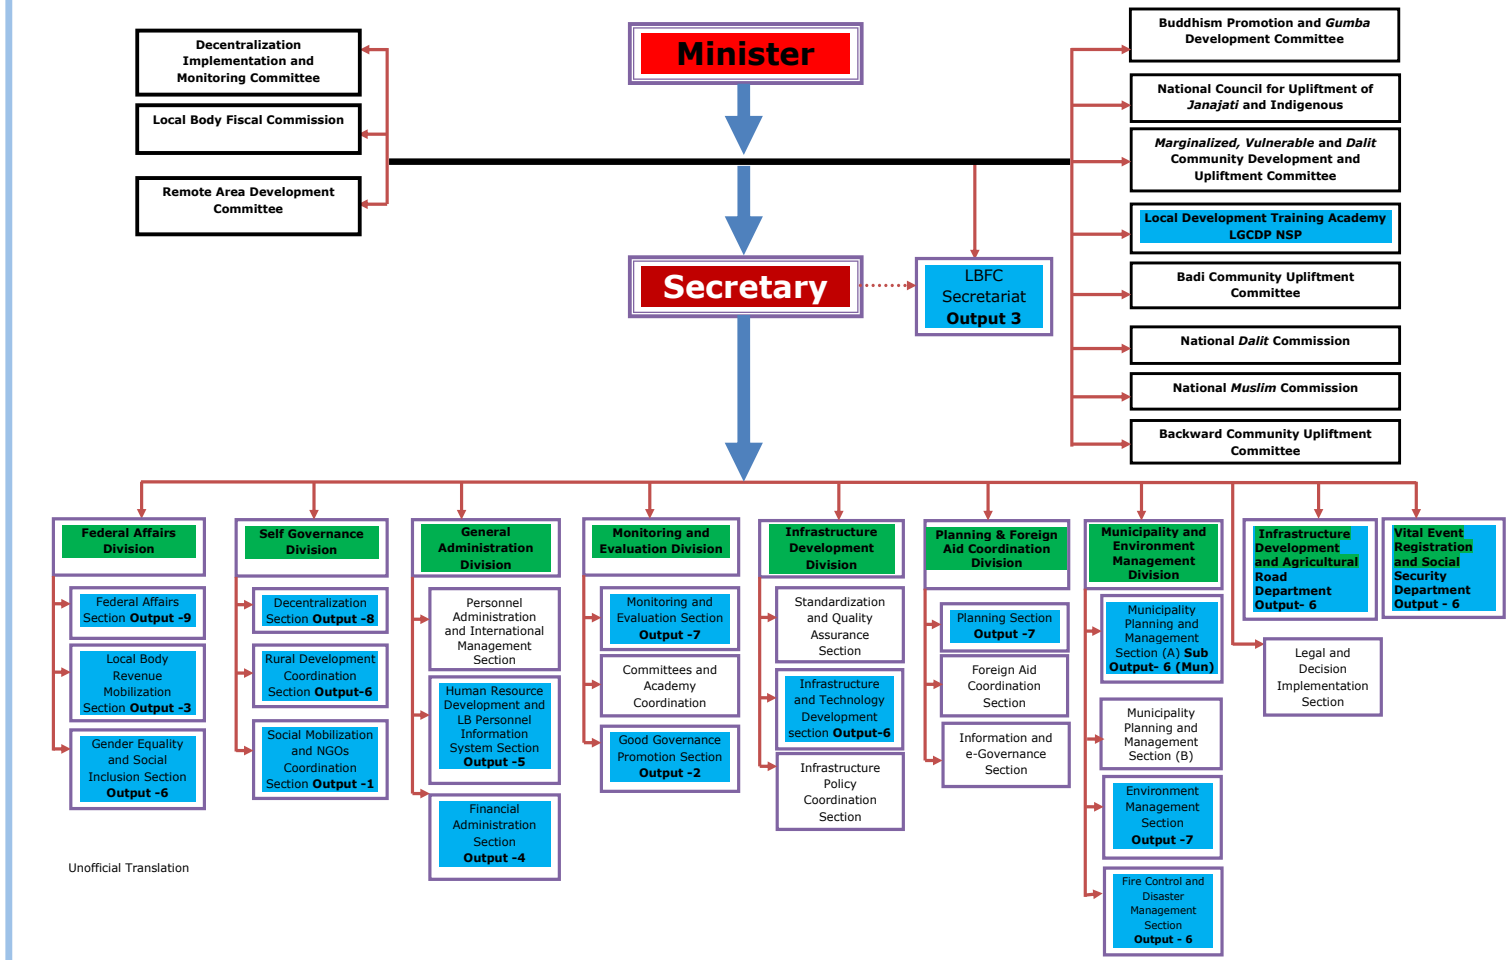 Minister
Decentralization
Implementation and
Monitoring Committee
Local Body Fiscal Commission
Remote Area Development
Committee
Buddhism Promotion and Gumba
Development Committee
National Council for Upliftment of
Janajati and Indigenous
Marginalized, Vulnerable and Dalit
Community Development and
Upliftment Committee
Local Development Training Academy
LGCDP NSP
Badi Community Upliftment
Committee
National Dalit Commission
National Muslim Commission
Backward Community Upliftment
Committee
Secretary
LBFC
Secretariat
Output 3
Federal Affairs
Division
Federal Affairs
Section Output -9
Local Body
Revenue
Mobilization
Section Output -3
Gender Equality
and Social
Inclusion Section
Output -6
Self Governance
Division
Decentralization
Section Output -8
Rural Development
Coordination
Section Output-6
Social Mobilization
and NGOs
Coordination
Section Output -1
General
Administration
Division
Personnel
Administration
and International
Management
Section
Human Resource
Development and
LB Personnel
Information
System Section
Output -5
Financial
Administration
Section
Output -4
Monitoring and
Evaluation Division
Monitoring and
Evaluation Section
Output -7
Committees and
Academy
Coordination
Good Governance
Promotion Section
Output -2
Infrastructure
Development
Division
Standardization
and Quality
Assurance
Section
Infrastructure
and Technology
Development
section Output-6
Infrastructure
Policy
Coordination
Section
Planning & Foreign
Aid Coordination
Division
Planning Section
Output -7
Foreign Aid
Coordination
Section
Information and
e-Governance
Section
Municipality and
Environment
Management
Division
Municipality
Planning and
Management
Section (A) Sub
Output- 6 (Mun)
Municipality
Planning and
Management
Section (B)
Environment
Management
Section
Output -7
Fire Control and
Disaster
Management
Section
Output - 6
Infrastructure
Development
and Agricultural
Road
Department
Output- 6
Legal and
Decision
Implementation
Section
Vital Event
Registration
and Social
Security
Department
Output - 6
Unofficial Translation